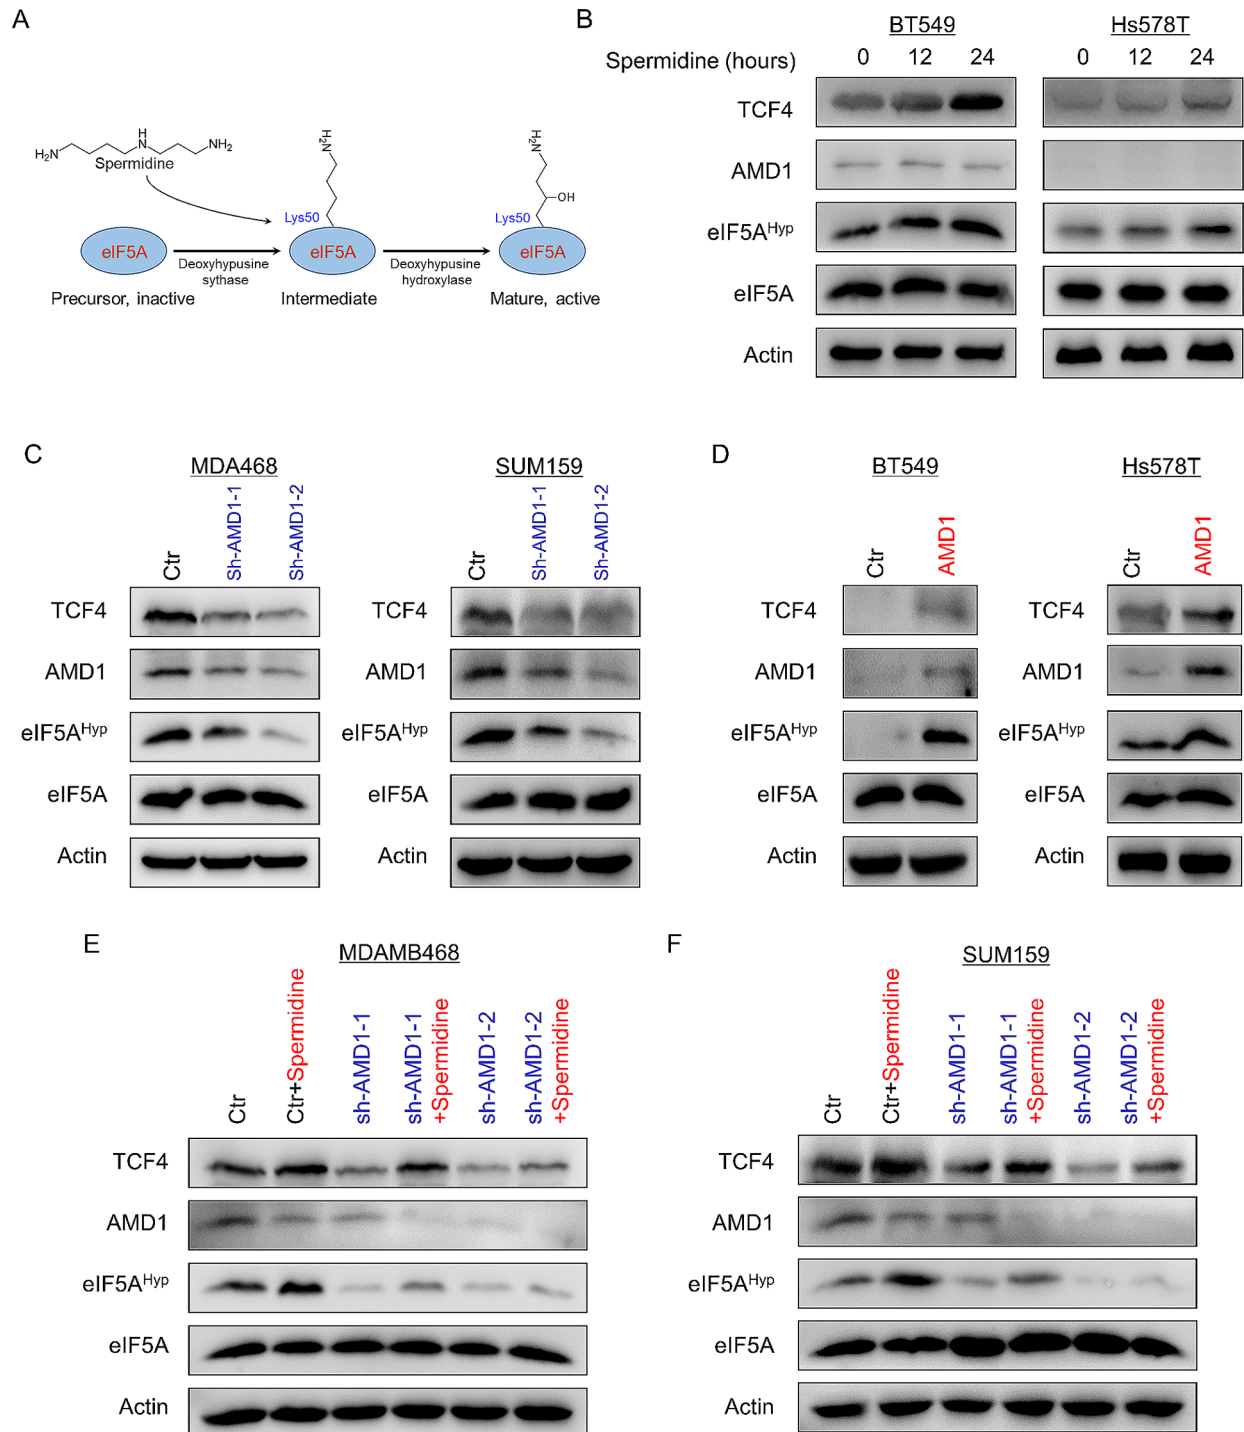 A
H
N
H₂N
NH₂
Spermidine
H₂N
Lys50
H₂N
OH
Lys50
eIF5A
eIF5A
eIF5A
Deoxyhypusine
sythase
Deoxyhypusine
hydroxylase
Precursor, inactive
Intermediate
Mature, active
B
BT549
Hs578T
Spermidine (hours)
0 12 24
0 12 24
TCF4
AMD1
eIF5A^Hyp
eIF5A
Actin
C
MDA468
SUM159
Ctr
Sh-AMD1-1
Sh-AMD1-2
Ctr
Sh-AMD1-1
Sh-AMD1-2
TCF4
TCF4
AMD1
AMD1
eIF5A^Hyp
eIF5A^Hyp
eIF5A
eIF5A
Actin
Actin
D
BT549
Hs578T
Ctr
AMD1
Ctr
AMD1
TCF4
TCF4
AMD1
AMD1
eIF5A^Hyp
eIF5A^Hyp
eIF5A
eIF5A
Actin
Actin
E
MDAMB468
Ctr
Ctr+Spermidine
sh-AMD1-1
sh-AMD1-1
+Spermidine
sh-AMD1-2
sh-AMD1-2
+Spermidine
TCF4
AMD1
eIF5A^Hyp
eIF5A
Actin
F
SUM159
Ctr
Ctr+Spermidine
sh-AMD1-1
sh-AMD1-1
+Spermidine
sh-AMD1-2
sh-AMD1-2
+Spermidine
TCF4
AMD1
eIF5A^Hyp
eIF5A
Actin